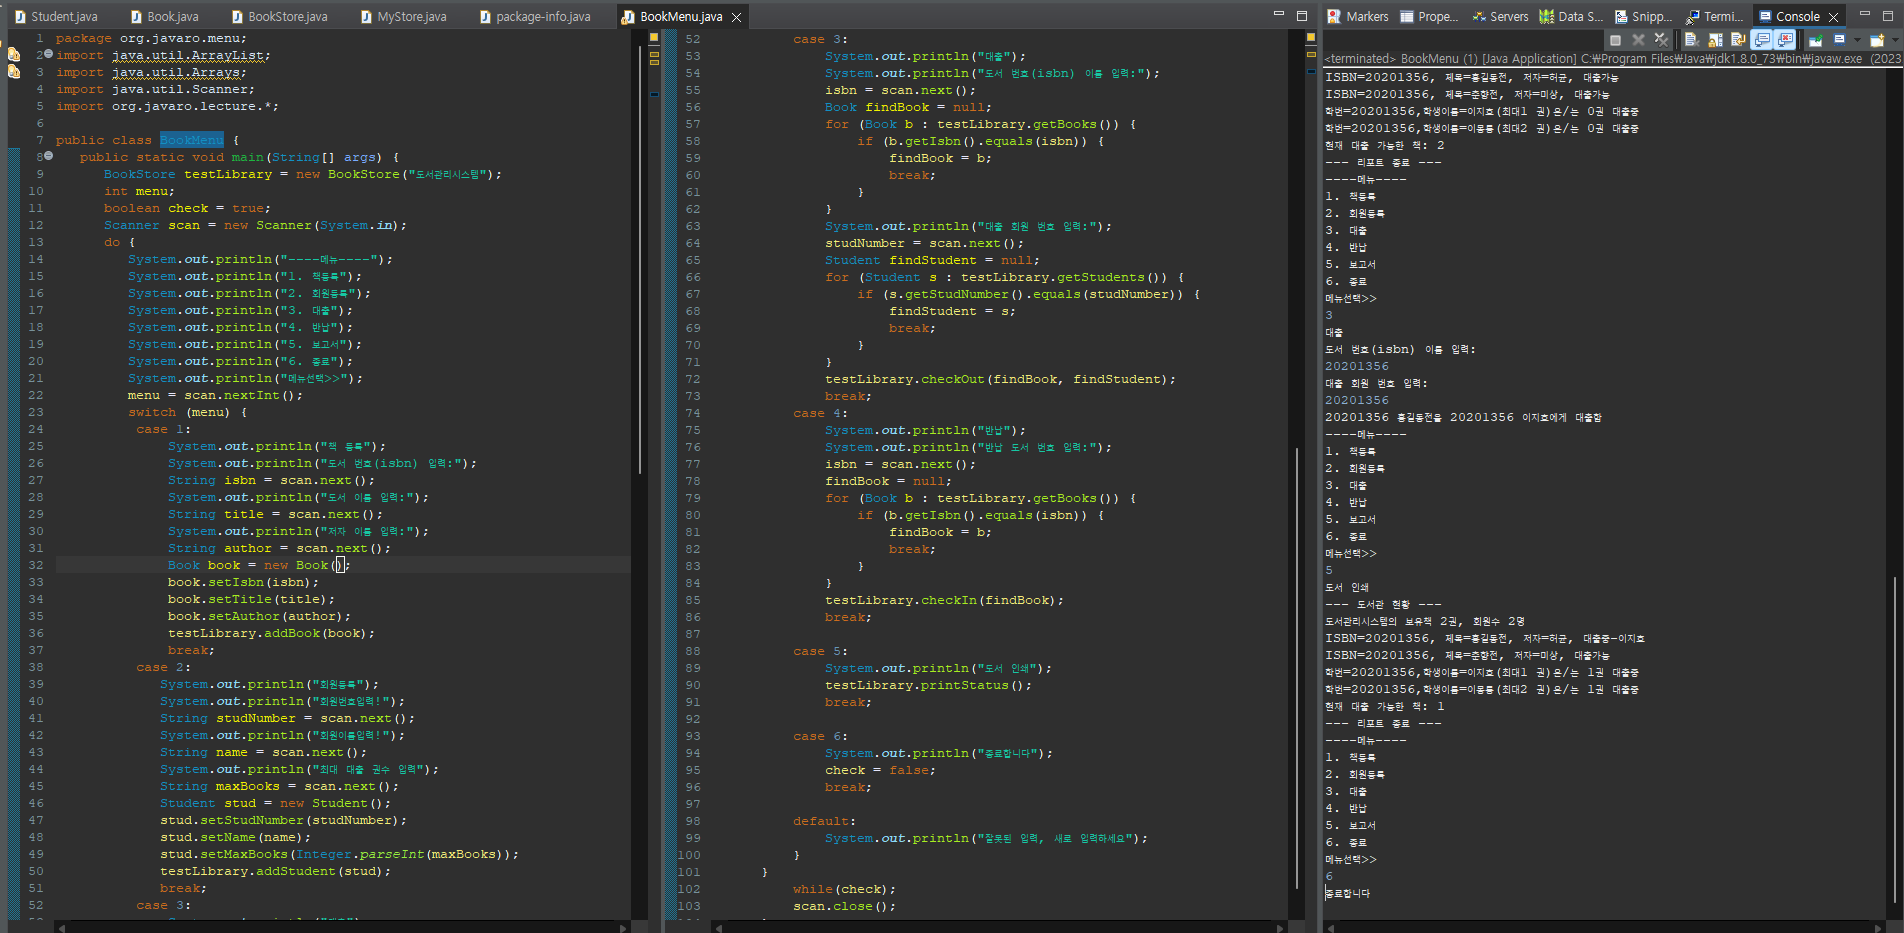 Student.java Book.java BookStore.java MyStore.java package-info.java BookMenu.java
1 package org.javaro.menu;
2 import java.util.ArrayList;
3 import java.util.Arrays;
4 import java.util.Scanner;
5 import org.javaro.lecture.*;
6
7 public class BookMenu {
8 public static void main(String[] args) {
9 BookStore testLibrary = new BookStore("도서관리시스템");
10 int menu;
11 boolean check = true;
12 Scanner scan = new Scanner(System.in);
13 do {
14 System.out.println("----메뉴----");
15 System.out.println("1. 책등록");
16 System.out.println("2. 회원등록");
17 System.out.println("3. 대출");
18 System.out.println("4. 반납");
19 System.out.println("5. 보고서");
20 System.out.println("6. 종료");
21 System.out.println("메뉴선택>>");
22 menu = scan.nextInt();
23 switch (menu) {
24 case 1:
25 System.out.println("책 등록");
26 System.out.println("도서 번호(isbn) 입력:");
27 String isbn = scan.next();
28 System.out.println("도서 이름 입력:");
29 String title = scan.next();
30 System.out.println("저자 이름 입력:");
31 String author = scan.next();
32 Book book = new Book();
33 book.setIsbn(isbn);
34 book.setTitle(title);
35 book.setAuthor(author);
36 testLibrary.addBook(book);
37 break;
38 case 2:
39 System.out.println("회원등록");
40 System.out.println("회원번호입력!");
41 String studNumber = scan.next();
42 System.out.println("회원이름입력!");
43 String name = scan.next();
44 System.out.println("최대 대출 권수 입력");
45 String maxBooks = scan.next();
46 Student stud = new Student();
47 stud.setStudNumber(studNumber);
48 stud.setName(name);
49 stud.setMaxBooks(Integer.parseInt(maxBooks));
50 testLibrary.addStudent(stud);
51 break;
52 case 3:
52 case 3:
53 System.out.println("대출");
54 System.out.println("도서 번호(isbn) 이름 입력:");
55 isbn = scan.next();
56 Book findBook = null;
57 for (Book b : testLibrary.getBooks()) {
58 if (b.getIsbn().equals(isbn)) {
59 findBook = b;
60 break;
61 }
62 }
63 System.out.println("대출 회원 번호 입력:");
64 studNumber = scan.next();
65 Student findStudent = null;
66 for (Student s : testLibrary.getStudents()) {
67 if (s.getStudNumber().equals(studNumber)) {
68 findStudent = s;
69 break;
70 }
71 }
72 testLibrary.checkOut(findBook, findStudent);
73 break;
74 case 4:
75 System.out.println("반납");
76 System.out.println("반납 도서 번호 입력:");
77 isbn = scan.next();
78 findBook = null;
79 for (Book b : testLibrary.getBooks()) {
80 if (b.getIsbn().equals(isbn)) {
81 findBook = b;
82 break;
83 }
84 }
85 testLibrary.checkIn(findBook);
86 break;
87
88 case 5:
89 System.out.println("도서 인쇄");
90 testLibrary.printStatus();
91 break;
92
93 case 6:
94 System.out.println("종료합니다");
95 check = false;
96 break;
97
98 default:
99 System.out.println("잘못된 입력, 새로 입력하세요");
100 }
101 }
102 while(check);
103 scan.close();
Markers Prope... Servers Data S... Snipp... Termi... Console
<terminated> BookMenu (1) [Java Application] C:₩Program Files₩Java₩jdk1.8.0_73₩bin₩javaw.exe (2023
ISBN=20201356, 제목=홍길동전, 저자=허균, 대출가능
ISBN=20201356, 제목=춘향전, 저자=미상, 대출가능
학번=20201356,학생이름=이지호(최대1 권)은/는 0권 대출중
학번=20201356,학생이름=이몽룡(최대2 권)은/는 0권 대출중
현재 대출 가능한 책: 2
--- 리포트 종료 ---
----메뉴----
1. 책등록
2. 회원등록
3. 대출
4. 반납
5. 보고서
6. 종료
메뉴선택>>
3
대출
도서 번호(isbn) 이름 입력:
20201356
대출 회원 번호 입력:
20201356
20201356 홍길동전을 20201356 이지호에게 대출함
----메뉴----
1. 책등록
2. 회원등록
3. 대출
4. 반납
5. 보고서
6. 종료
메뉴선택>>
5
도서 인쇄
--- 도서관 현황 ---
도서관리시스템의 보유책 2권, 회원수 2명
ISBN=20201356, 제목=홍길동전, 저자=허균, 대출중-이지호
ISBN=20201356, 제목=춘향전, 저자=미상, 대출가능
학번=20201356,학생이름=이지호(최대1 권)은/는 1권 대출중
학번=20201356,학생이름=이몽룡(최대2 권)은/는 1권 대출중
현재 대출 가능한 책: 1
--- 리포트 종료 ---
----메뉴----
1. 책등록
2. 회원등록
3. 대출
4. 반납
5. 보고서
6. 종료
메뉴선택>>
6
종료합니다